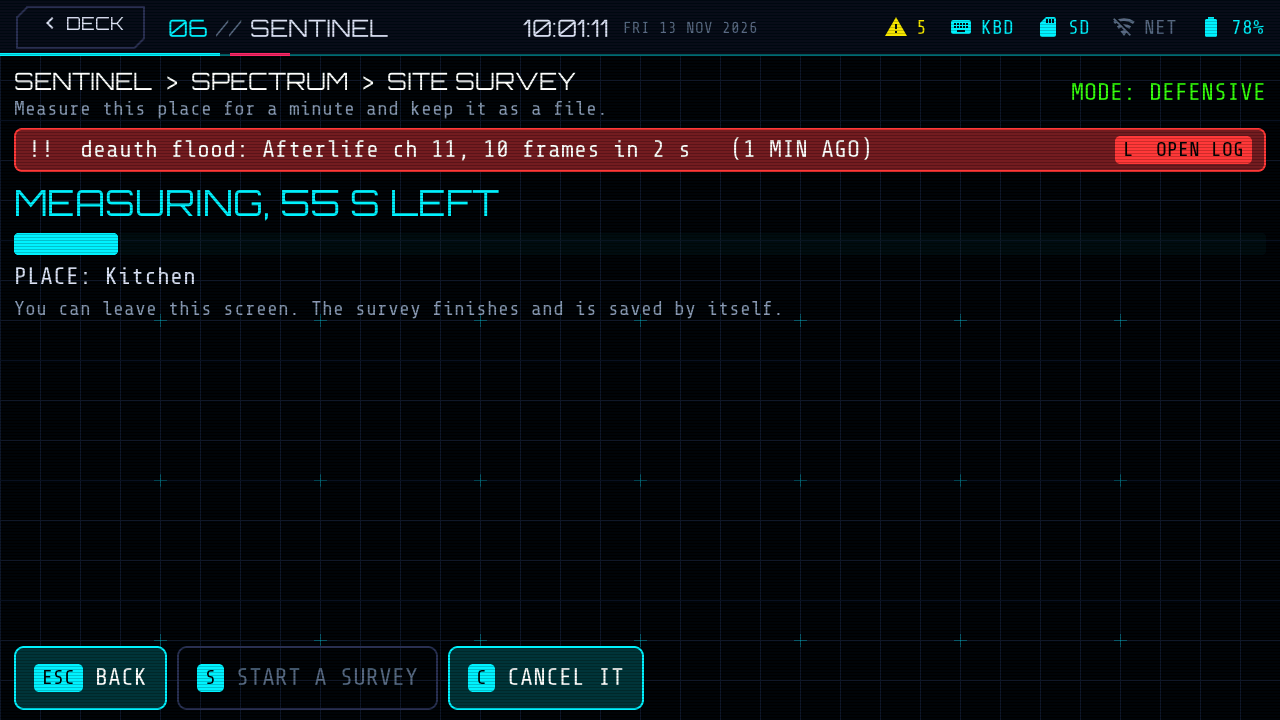 DECK
06 // SENTINEL
10:01:11 FRI 13 NOV 2026
5 KBD SD NET 78%
SENTINEL > SPECTRUM > SITE SURVEY
Measure this place for a minute and keep it as a file.
MODE: DEFENSIVE
!! deauth flood: Afterlife ch 11, 10 frames in 2 s (1 MIN AGO)
L OPEN LOG
MEASURING, 55 S LEFT
PLACE: Kitchen
You can leave this screen. The survey finishes and is saved by itself.
ESC BACK
S START A SURVEY
C CANCEL IT